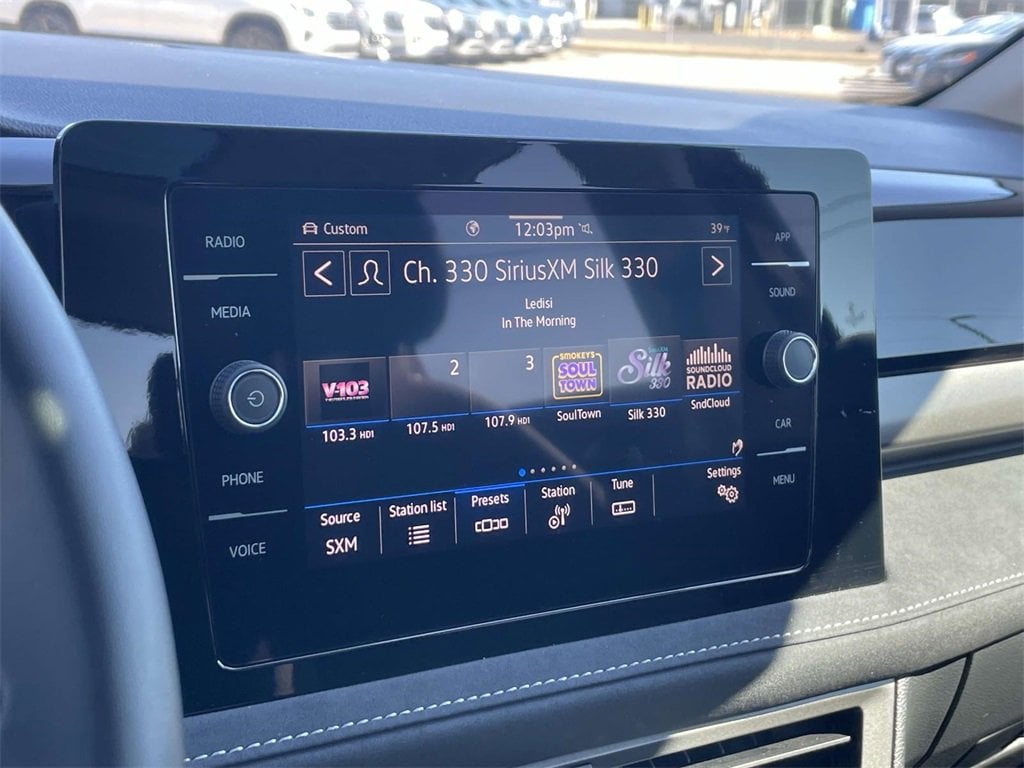 RADIO
MEDIA
PHONE
VOICE
Custom
12:03pm
39°F
Ch. 330 SiriusXM Silk 330
Ledisi
In The Morning
V-103
103.3 HD1
2
107.5 HD1
3
107.9 HD1
SMOKEY'S
SOUL
TOWN
SoulTown
Silk
330
Silk 330
SOUNDCLOUD
RADIO
SndCloud
Source
SXM
Station list
Presets
Station
Tune
Settings
APP
SOUND
CAR
MENU